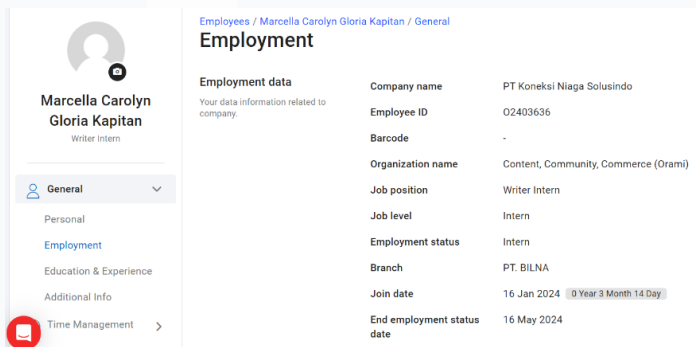 Employees / Marcella Carolyn Gloria Kapitan / General
Employment
Marcella Carolyn
Gloria Kapitan
Writer Intern
General
Personal
Employment
Education & Experience
Additional Info
Time Management
Employment data
Your data information related to
company.
Company name PT Koneksi Niaga Solusindo
Employee ID O2403636
Barcode -
Organization name Content, Community, Commerce (Orami)
Job position Writer Intern
Job level Intern
Employment status Intern
Branch PT. BILNA
Join date 16 Jan 2024 0 Year 3 Month 14 Day
End employment status 16 May 2024
date